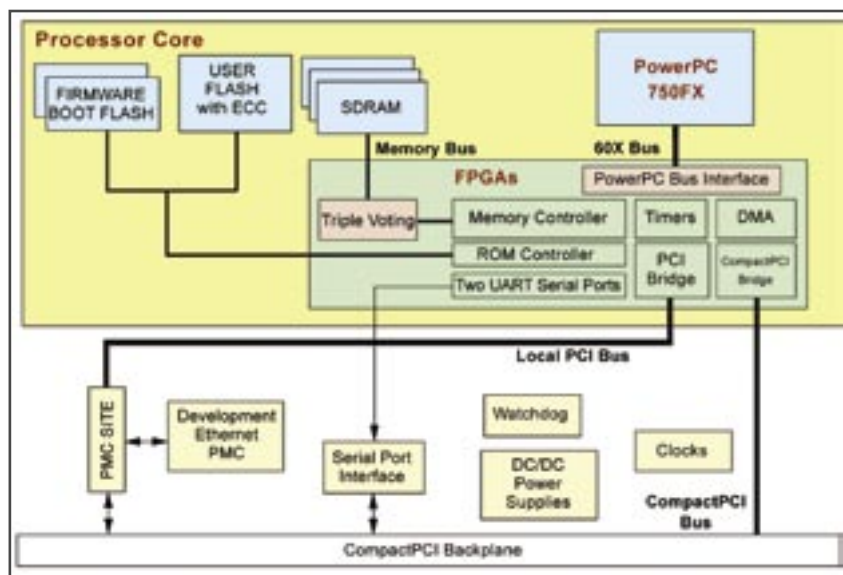 Processor Core
FIRMWARE
BOOT FLASH
USER
FLASH
with ECC
SDRAM
PowerPC
750FX
Memory Bus
60X Bus
FPGAs
PowerPC Bus Interface
Triple Voting
Memory Controller
Timers
DMA
ROM Controller
PCI
Bridge
CompactPCI
Bridge
Two UART Serial Ports
Local PCI Bus
PMC SITE
Development
Ethernet
PMC
Serial Port
Interface
Watchdog
DC/DC
Power
Supplies
Clocks
CompactPCI
Bus
CompactPCI Backplane